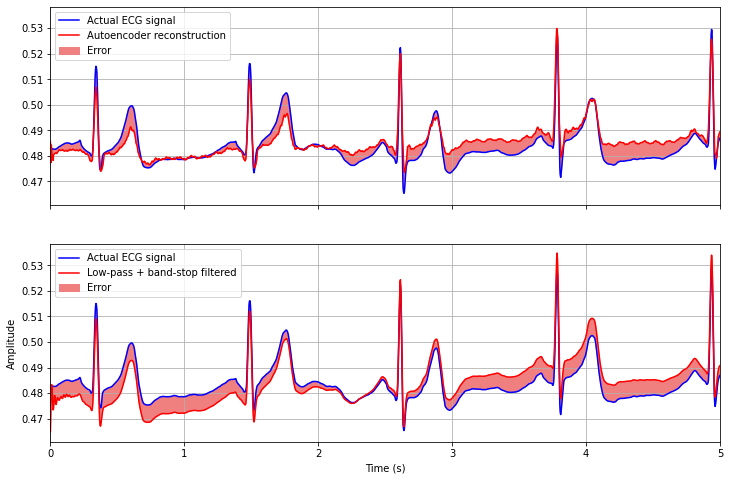 Actual ECG signal
Autoencoder reconstruction
Error
0.53
0.52
0.51
0.50
0.49
0.48
0.47
Actual ECG signal
Low-pass + band-stop filtered
Error
0.53
0.52
0.51
0.50
0.49
0.48
0.47
Amplitude
0 1 2 3 4 5
Time (s)